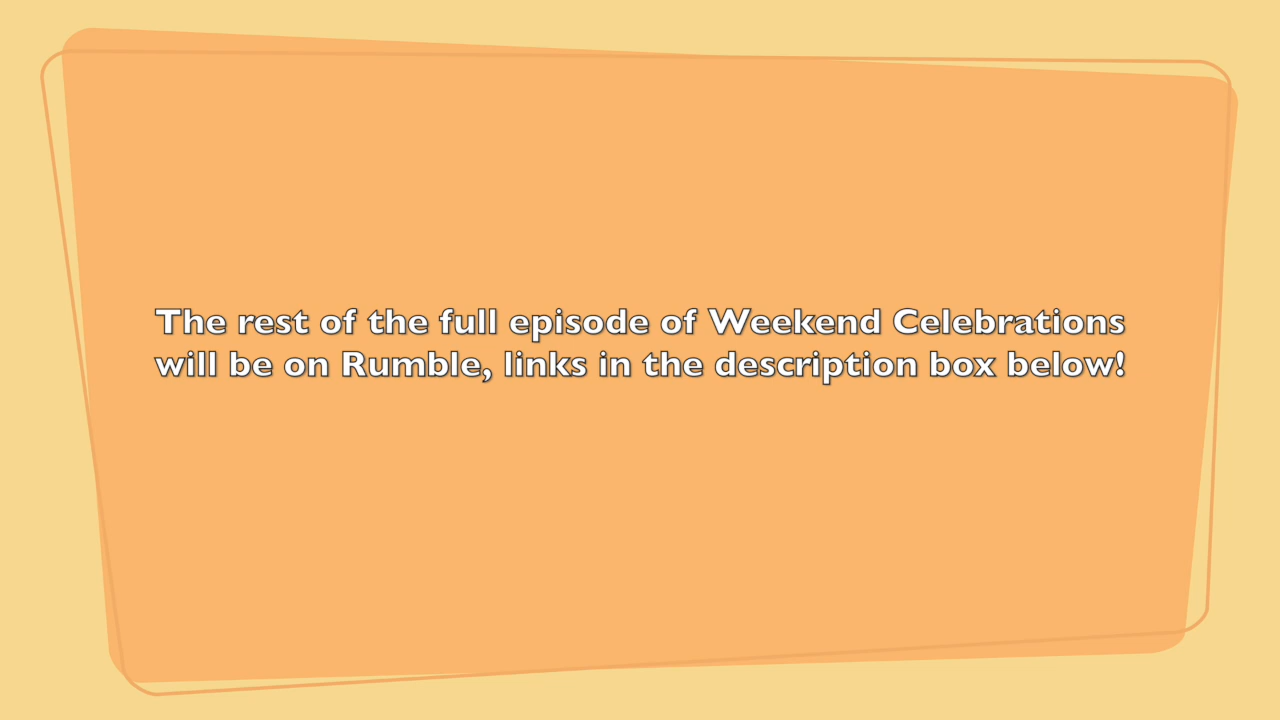 The rest of the full episode of Weekend Celebrations
will be on Rumble, links in the description box below!